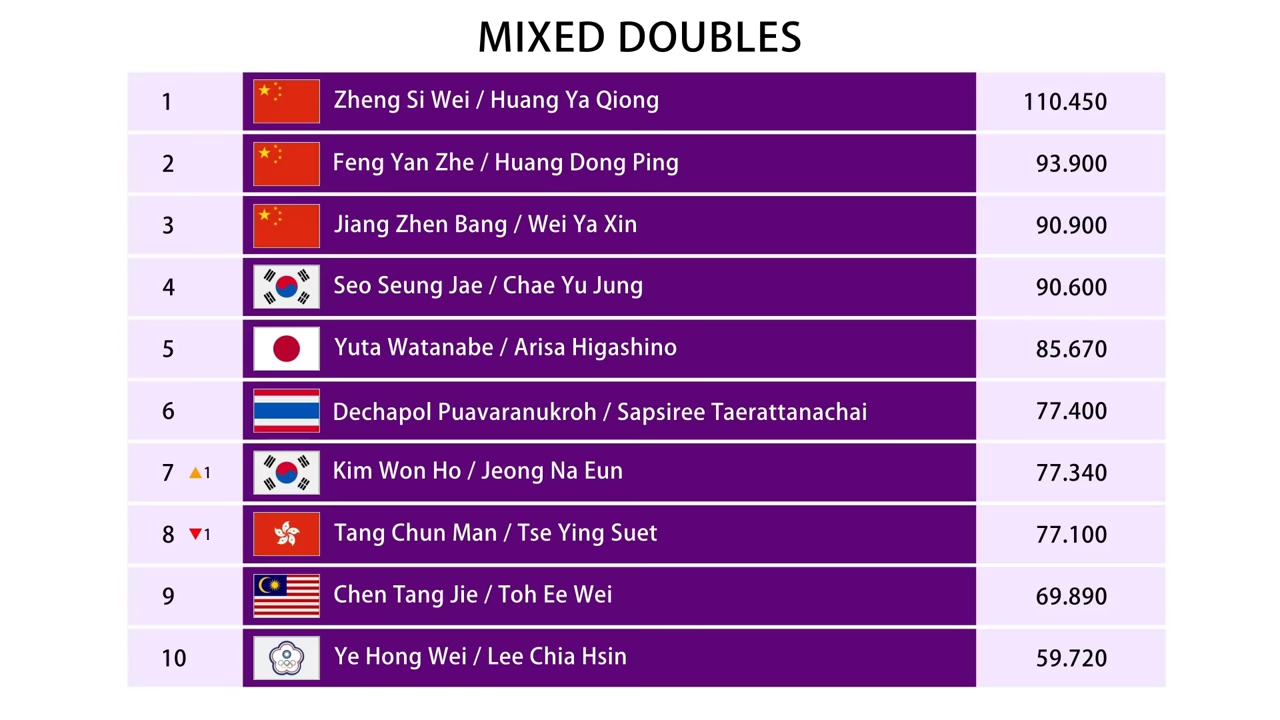 MIXED DOUBLES
1 Zheng Si Wei / Huang Ya Qiong 110.450
2 Feng Yan Zhe / Huang Dong Ping 93.900
3 Jiang Zhen Bang / Wei Ya Xin 90.900
4 Seo Seung Jae / Chae Yu Jung 90.600
5 Yuta Watanabe / Arisa Higashino 85.670
6 Dechapol Puavaranukroh / Sapsiree Taerattanachai 77.400
7 ▲1 Kim Won Ho / Jeong Na Eun 77.340
8 ▼1 Tang Chun Man / Tse Ying Suet 77.100
9 Chen Tang Jie / Toh Ee Wei 69.890
10 Ye Hong Wei / Lee Chia Hsin 59.720